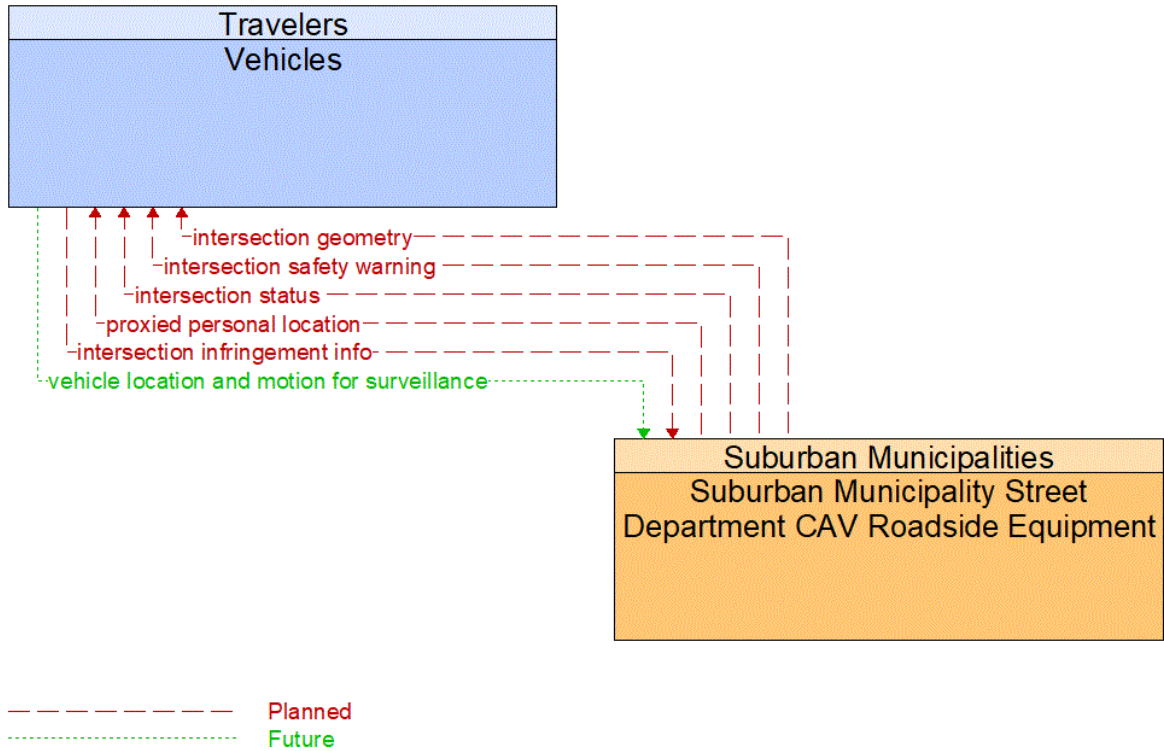 Travelers
Vehicles
intersection geometry
intersection safety warning
intersection status
proxied personal location
intersection infringement info
vehicle location and motion for surveillance
Suburban Municipalities
Suburban Municipality Street
Department CAV Roadside Equipment
Planned
Future